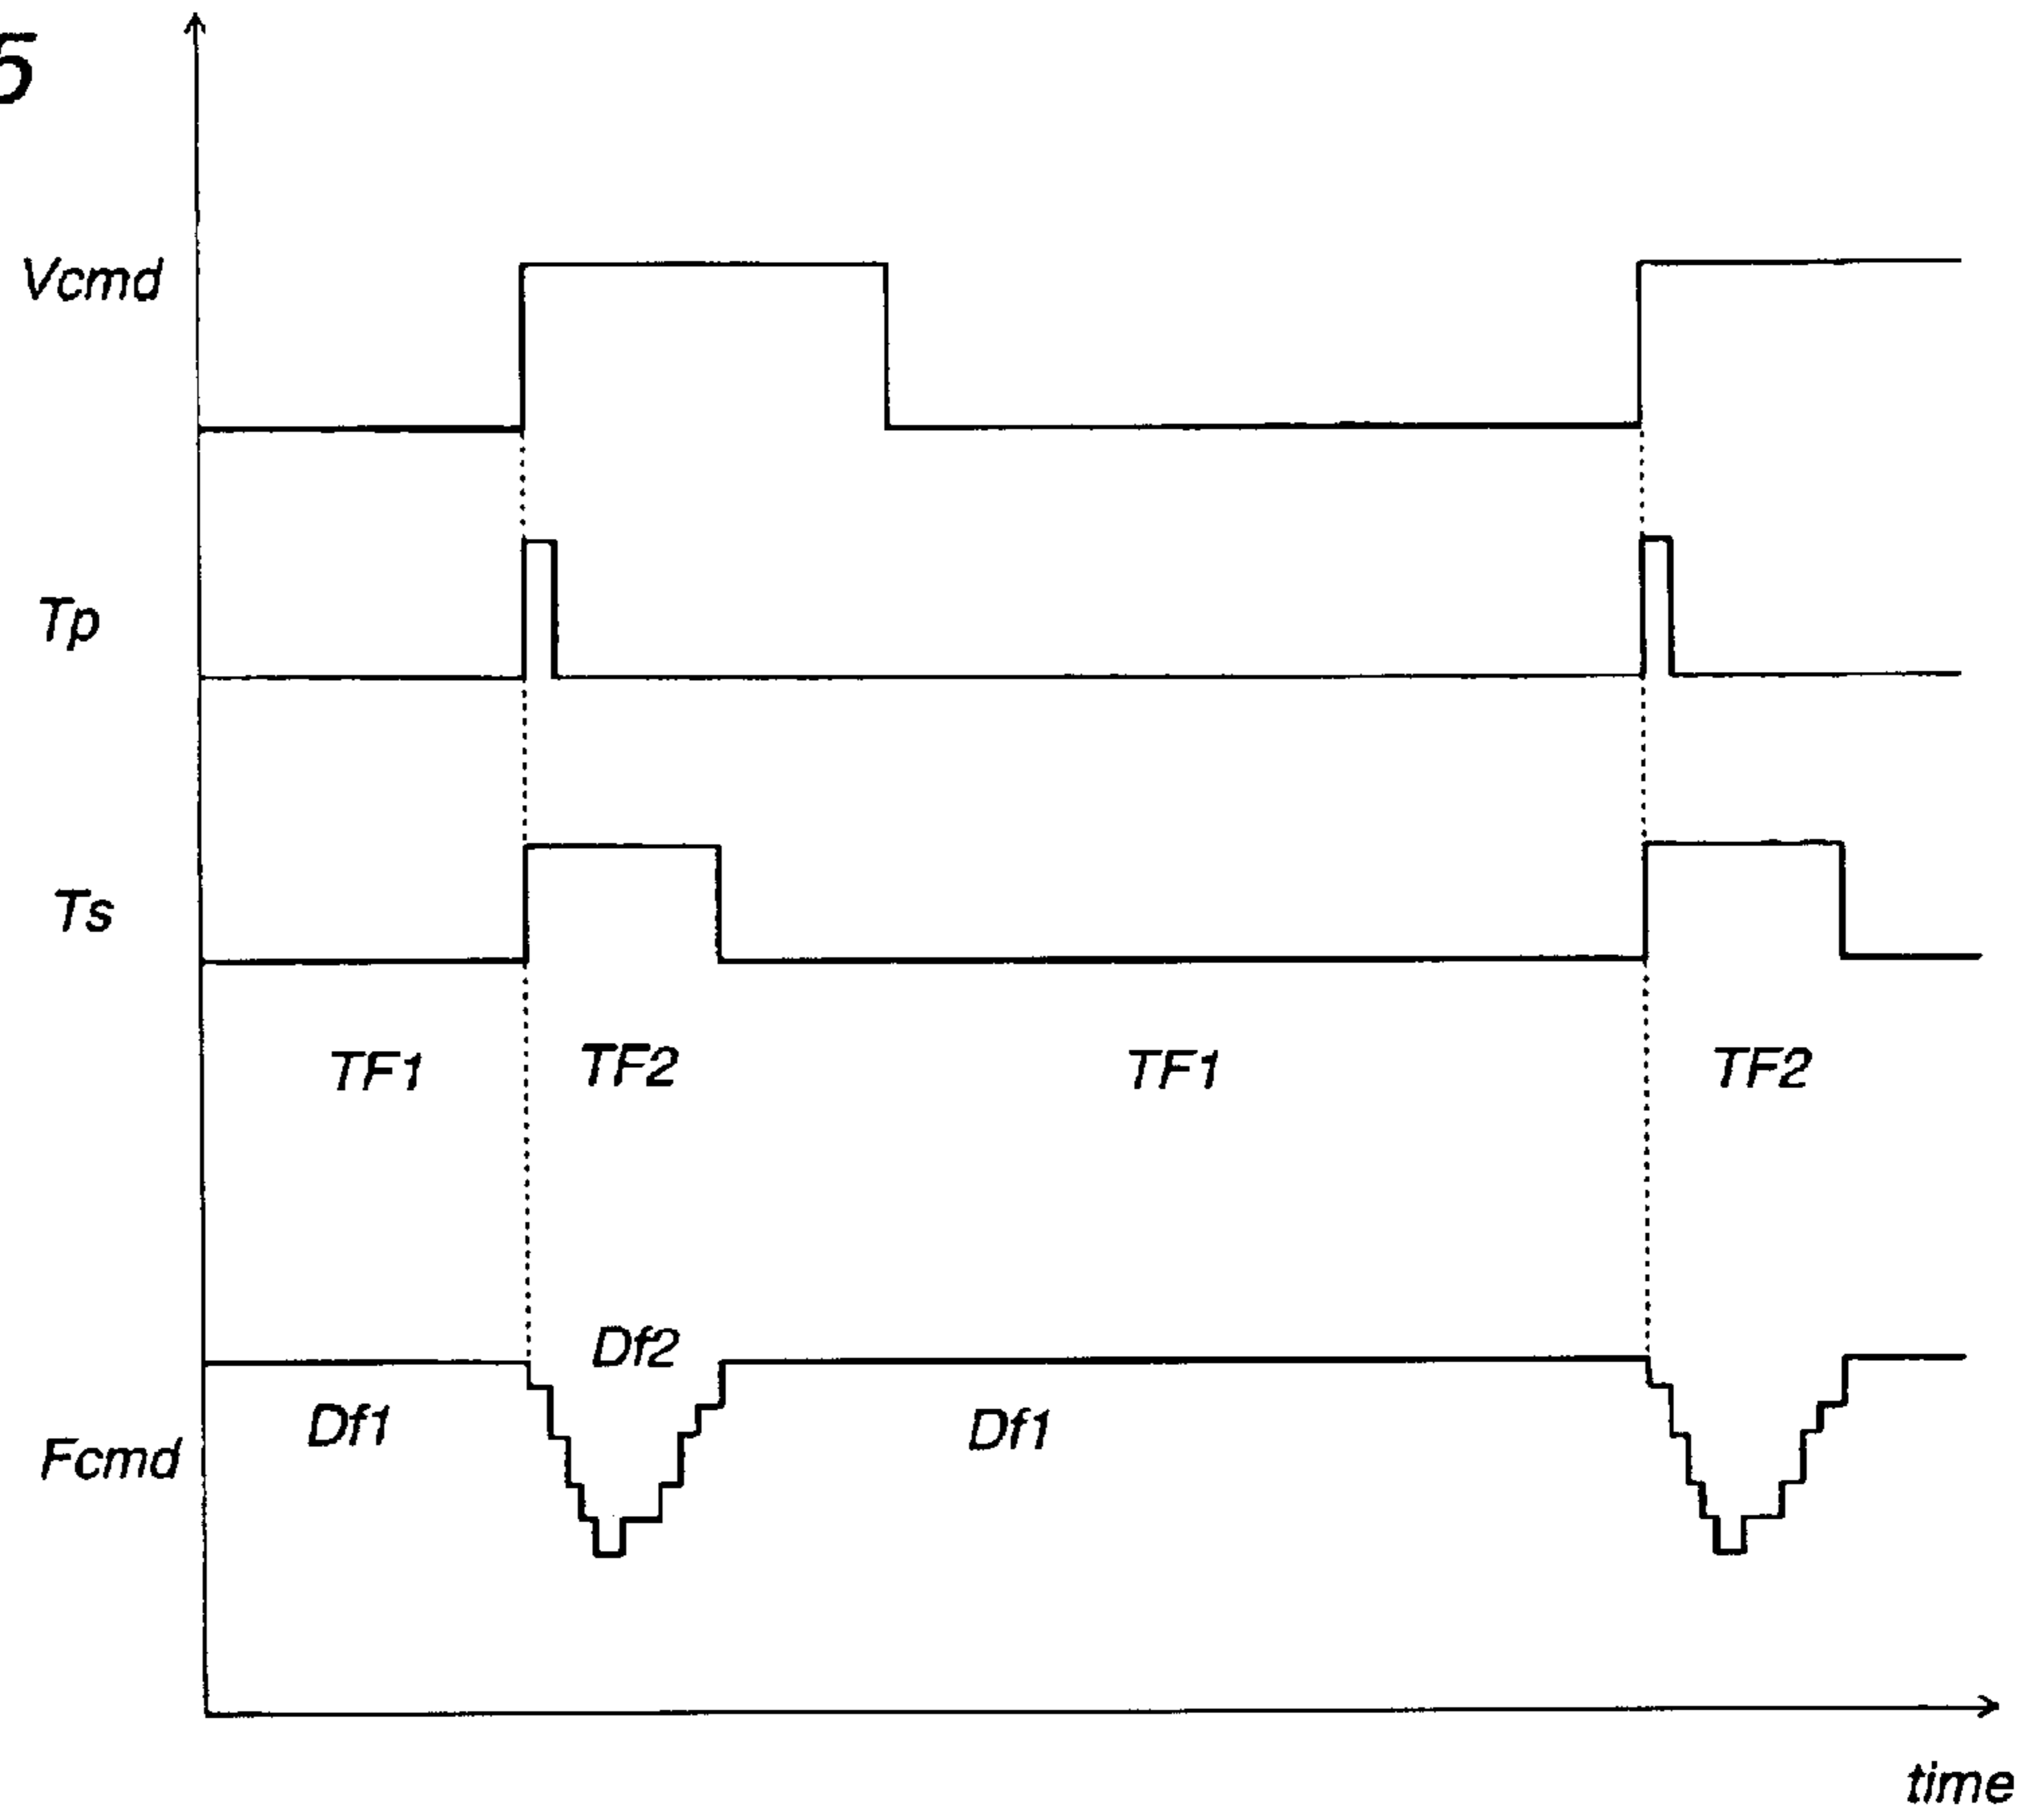 5
Vcmd
Tp
Ts
TF1 TF2 TF1 TF2
Df2
Df1 Df1
Fcmd
time